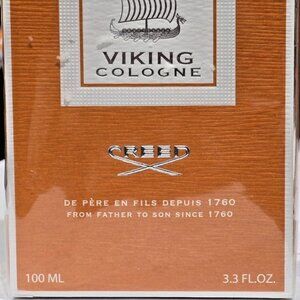 VIKING
COLOGNE
CREED
DE PÈRE EN FILS DEPUIS 1760
FROM FATHER TO SON SINCE 1760
100 ML 3.3 FL.OZ.